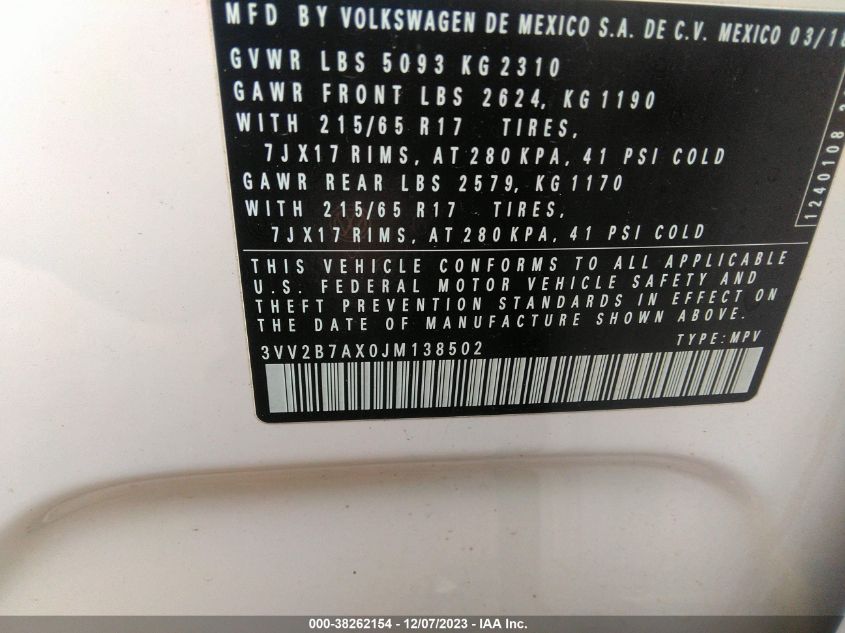 MFD BY VOLKSWAGEN DE MEXICO S.A. DE C.V. MEXICO 03/18
GVWR LBS 5093 KG 2310
GAWR FRONT LBS 2624, KG 1190
WITH 215/65 R17 TIRES,
7JX17 RIMS, AT 280 KPA, 41 PSI COLD
GAWR REAR LBS 2579, KG 1170
WITH 215/65 R17 TIRES,
7JX17 RIMS, AT 280 KPA, 41 PSI COLD
1240108
THIS VEHICLE CONFORMS TO ALL APPLICABLE
U.S. FEDERAL MOTOR VEHICLE SAFETY AND
THEFT PREVENTION STANDARDS IN EFFECT ON
THE DATE OF MANUFACTURE SHOWN ABOVE.
3VV2B7AX0JM138502 TYPE: MPV
000-38262154 - 12/07/2023 - IAA Inc.